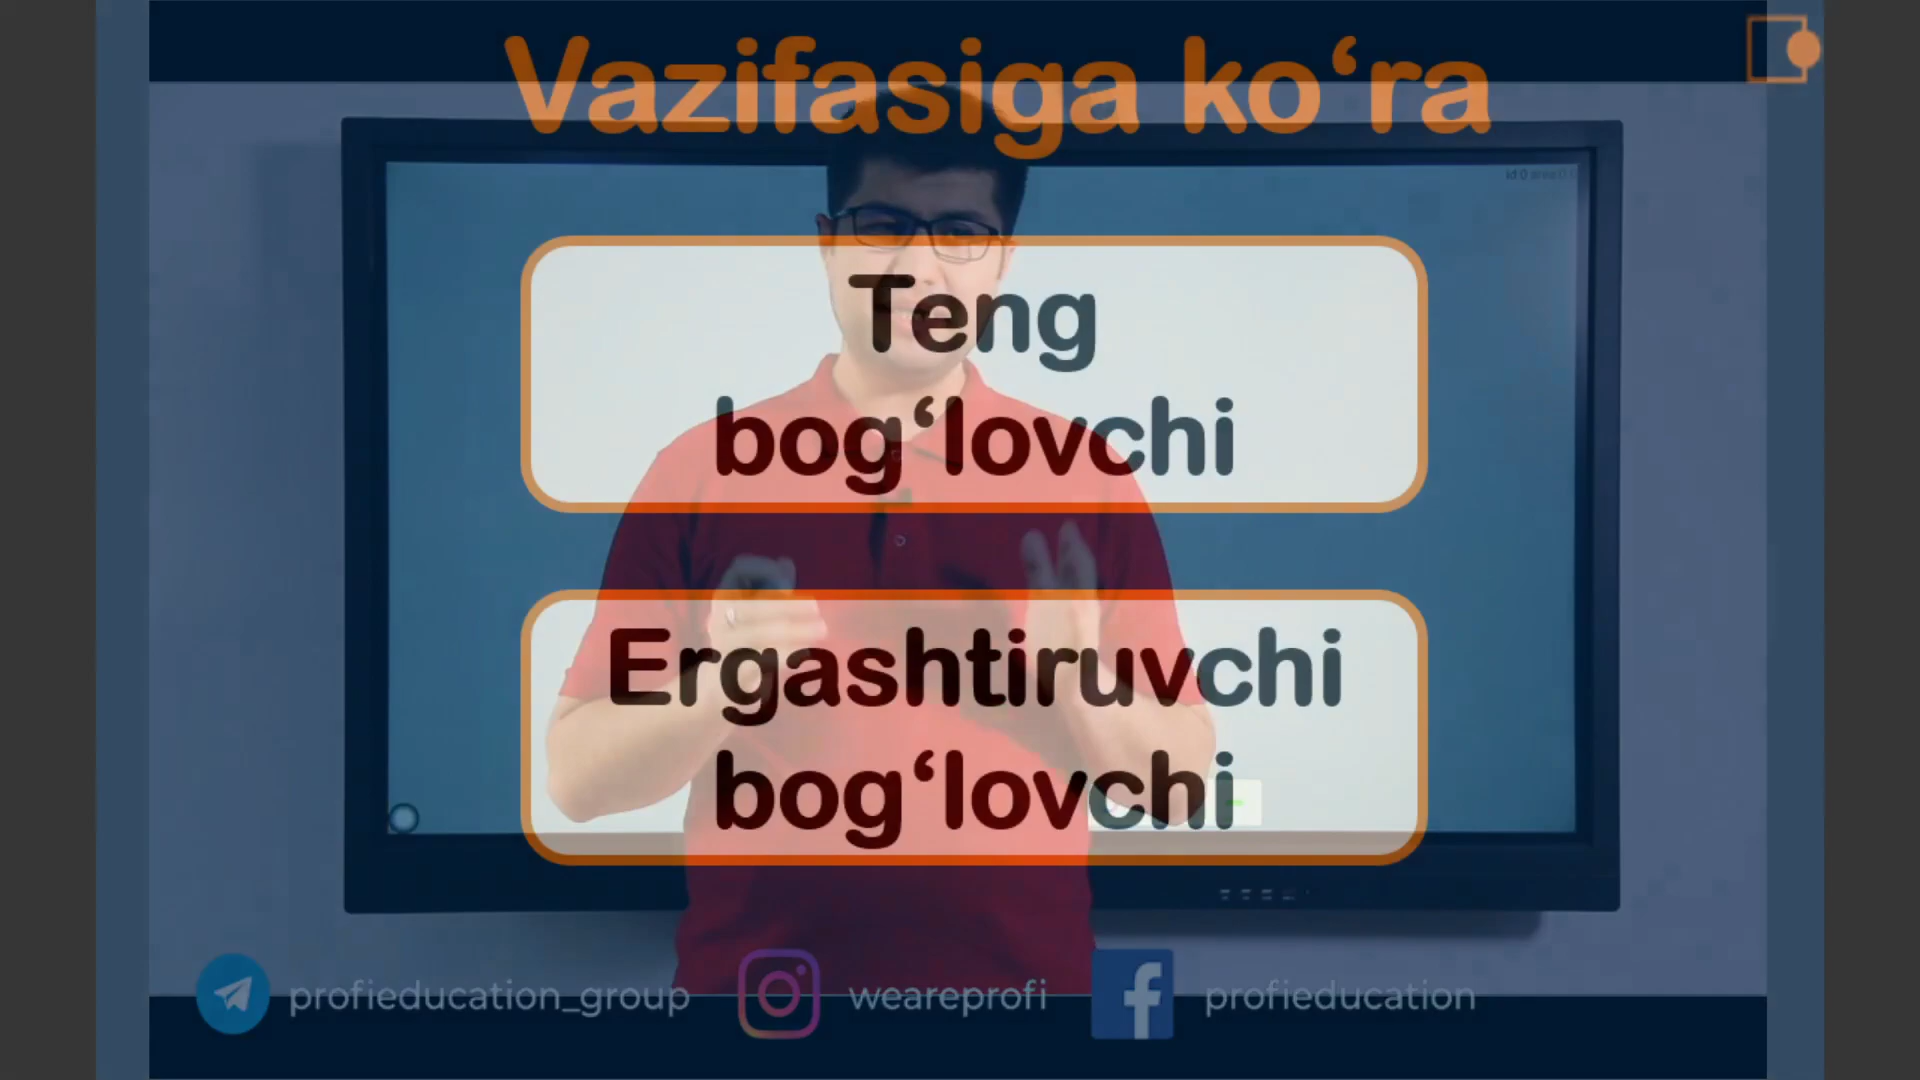 Vazifasiga ko‘ra
Teng
bog‘lovchi
Ergashtiruvchi
bog‘lovchi
profieducation_group weareprofi profieducation